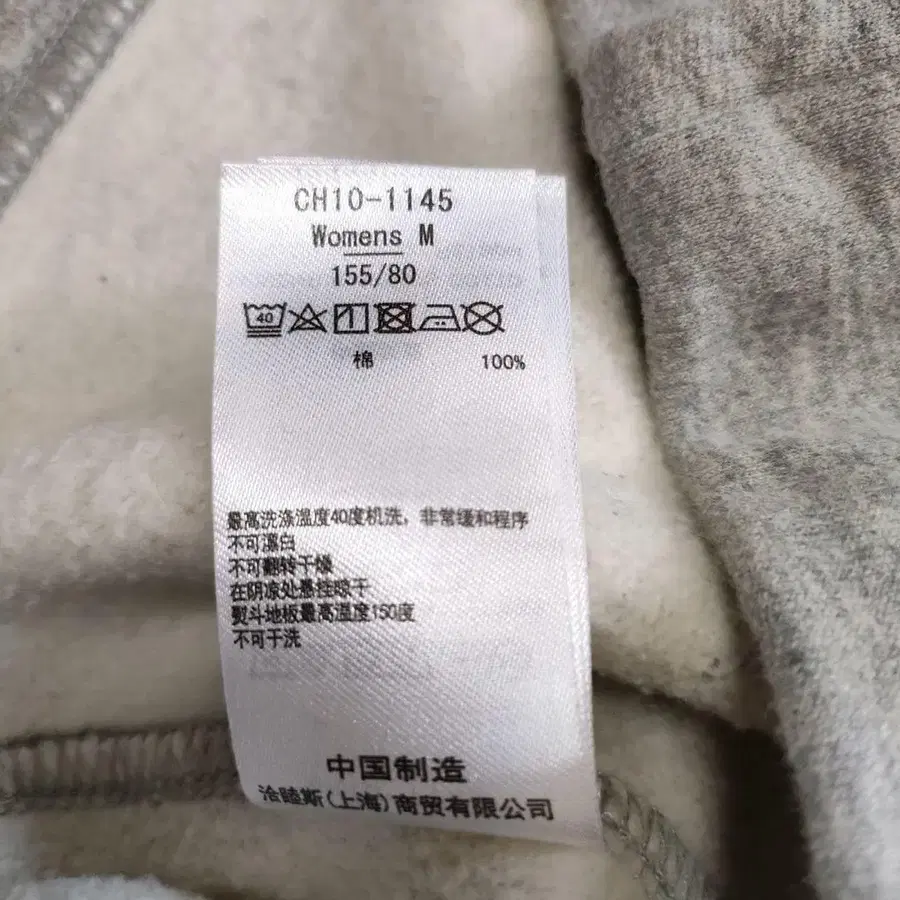 CH10-1145
Womens M
155/80
40
棉 100%
最高洗涤温度40度机洗，非常缓和程序
不可漂白
不可翻转干燥
在阴凉处悬挂晾干
熨斗地板最高温度150度
不可干洗
中国制造
洽睦斯(上海)商贸有限公司